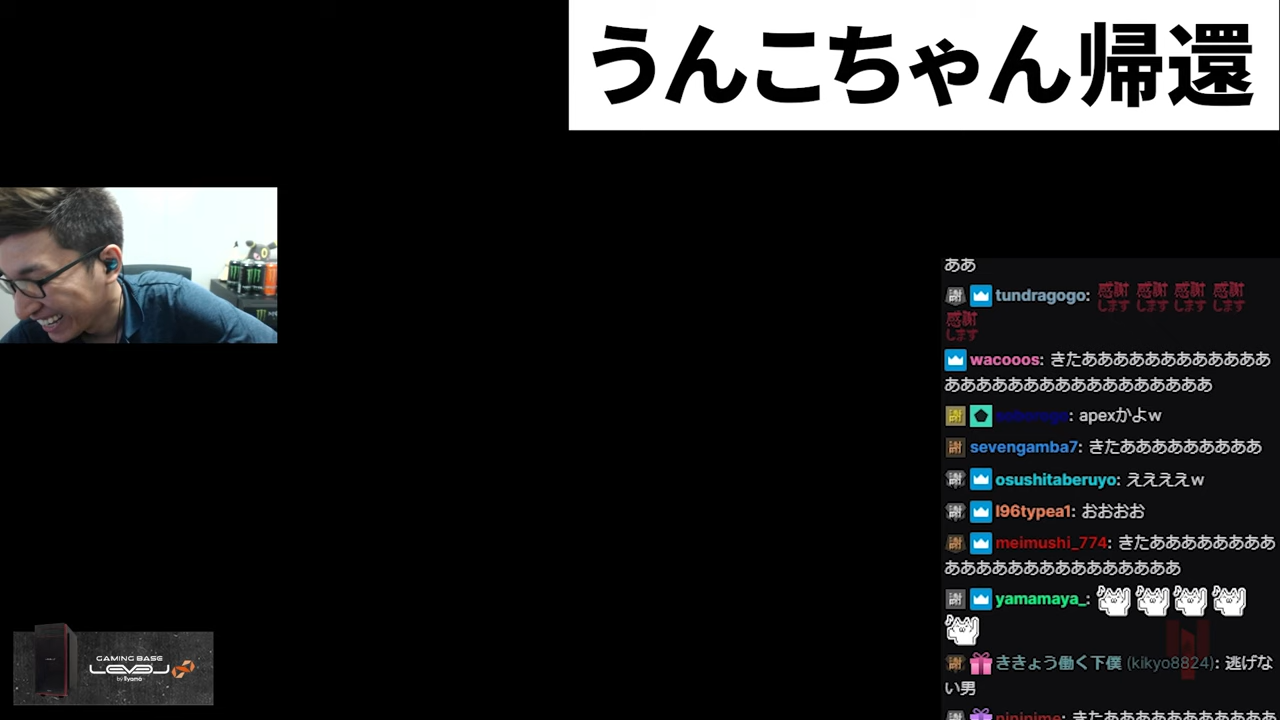 うんこちゃん帰還
ああ
tundragogo: 感謝します 感謝します 感謝します 感謝します
感謝します
wacooos: きたああああああああああああ
あああああああああああああああああ
: apexかよw
sevengamba7: きたあああああああああ
osushitaberuyo: ええええw
l96typea1: おおおお
meimushi_774: きたああああああああ
あああああああああああああああ
yamamaya_:
ききょう働く下僕 (kikyo8824): 逃げな
い男
GAMING BASE
LEVEL
by iiyama